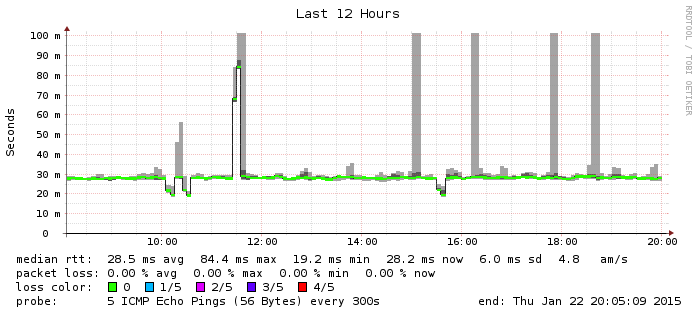 Last 12 Hours
RRDTOOL / TOBI OETIKER
Seconds
100 m
90 m
80 m
70 m
60 m
50 m
40 m
30 m
20 m
10 m
0
10:00 12:00 14:00 16:00 18:00 20:00
median rtt: 28.5 ms avg 84.4 ms max 19.2 ms min 28.2 ms now 6.0 ms sd 4.8 am/s
packet loss: 0.00 % avg 0.00 % max 0.00 % min 0.00 % now
loss color: 0 1/5 2/5 3/5 4/5
probe: 5 ICMP Echo Pings (56 Bytes) every 300s end: Thu Jan 22 20:05:09 2015